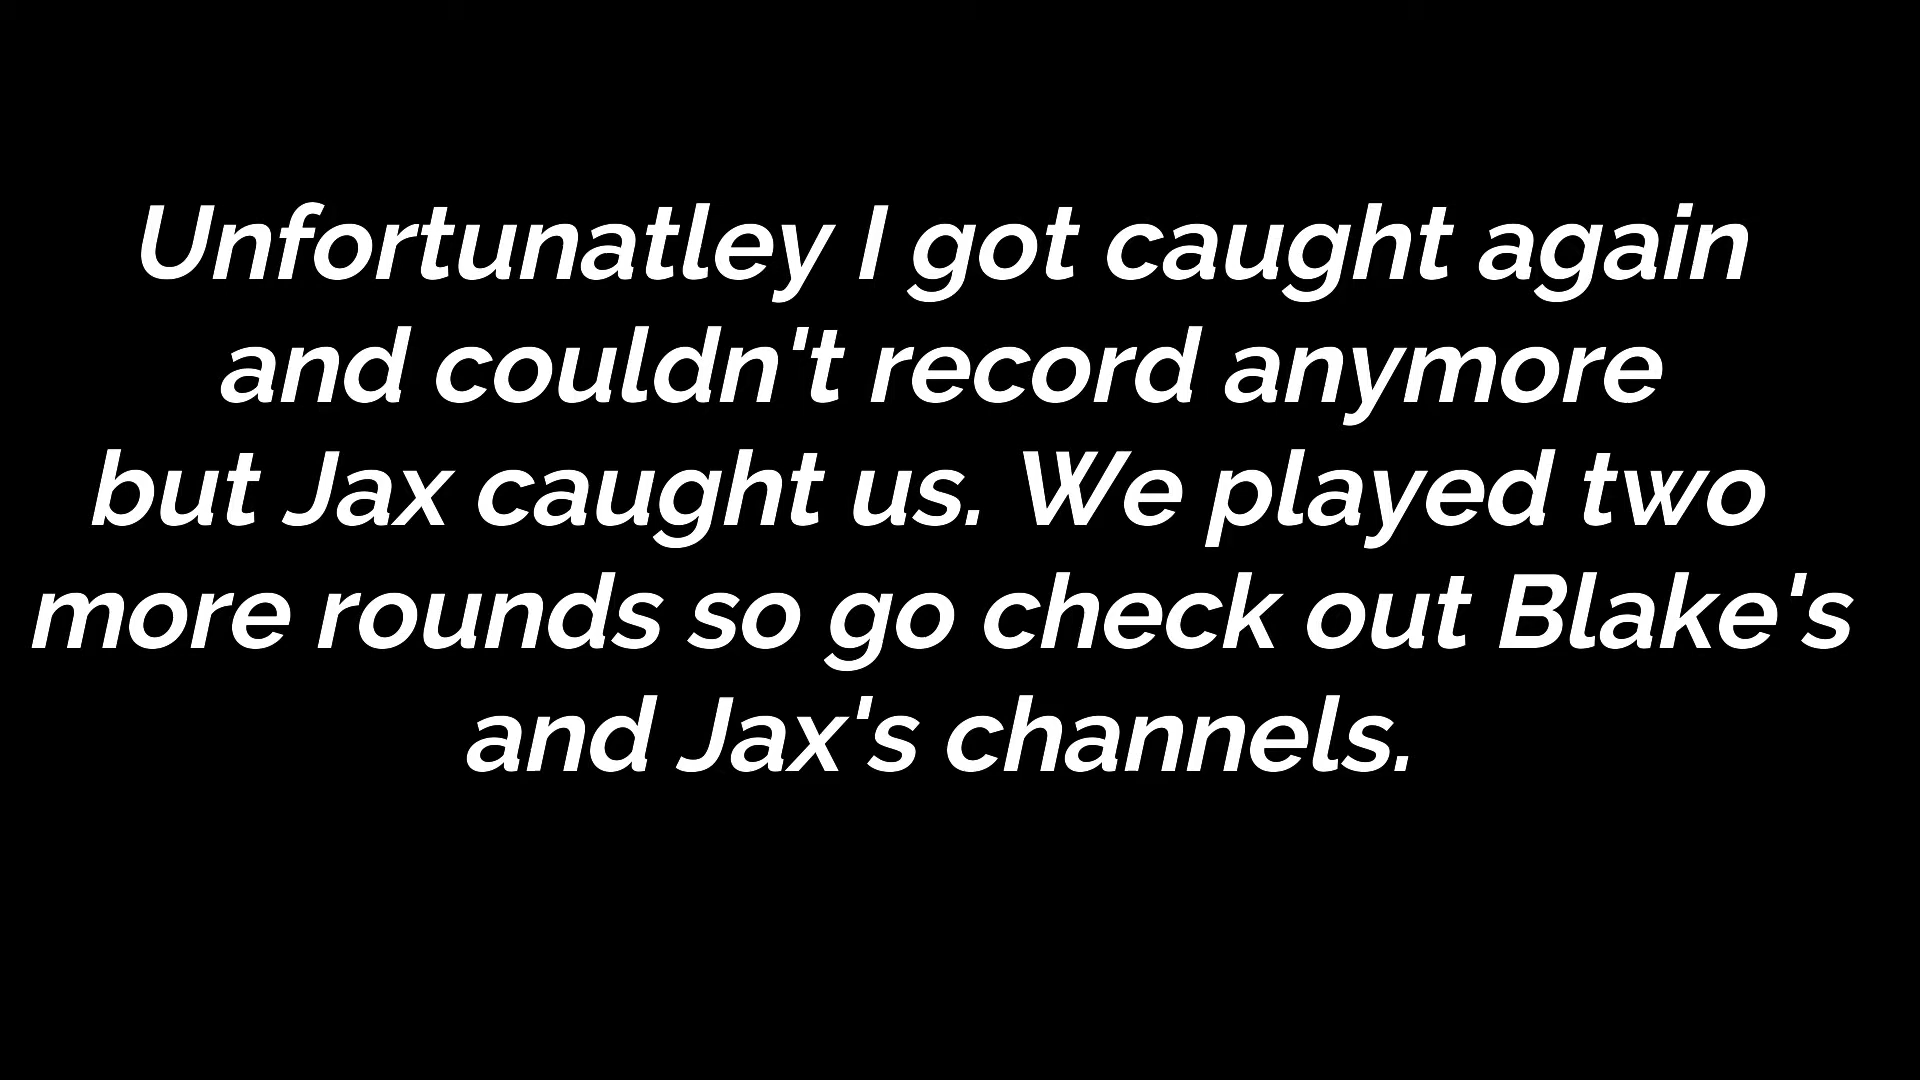 Unfortunatley I got caught again
and couldn't record anymore
but Jax caught us. We played two
more rounds so go check out Blake's
and Jax's channels.